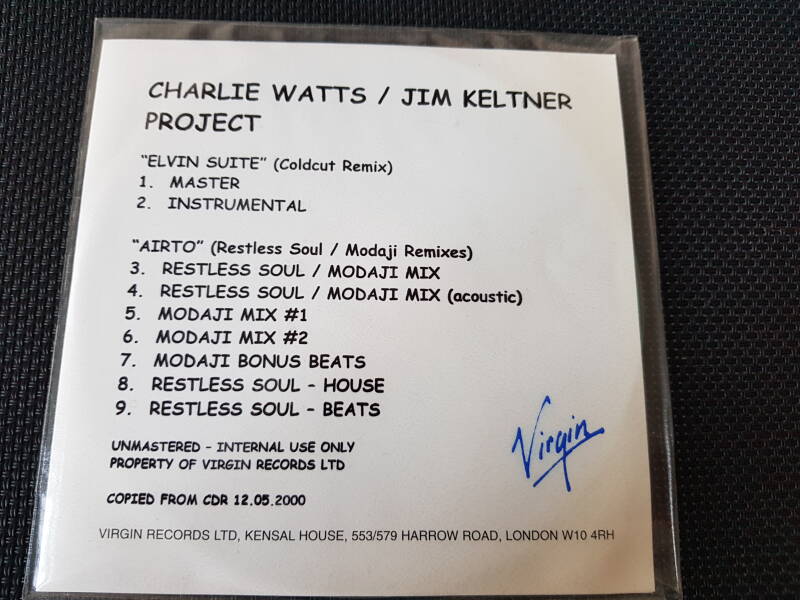 CHARLIE WATTS / JIM KELTNER
PROJECT
"ELVIN SUITE" (Coldcut Remix)
1. MASTER
2. INSTRUMENTAL
"AIRTO" (Restless Soul / Modaji Remixes)
3. RESTLESS SOUL / MODAJI MIX
4. RESTLESS SOUL / MODAJI MIX (acoustic)
5. MODAJI MIX #1
6. MODAJI MIX #2
7. MODAJI BONUS BEATS
8. RESTLESS SOUL - HOUSE
9. RESTLESS SOUL - BEATS
UNMASTERED - INTERNAL USE ONLY
PROPERTY OF VIRGIN RECORDS LTD
Virgin
COPIED FROM CDR 12.05.2000
VIRGIN RECORDS LTD, KENSAL HOUSE, 553/579 HARROW ROAD, LONDON W10 4RH